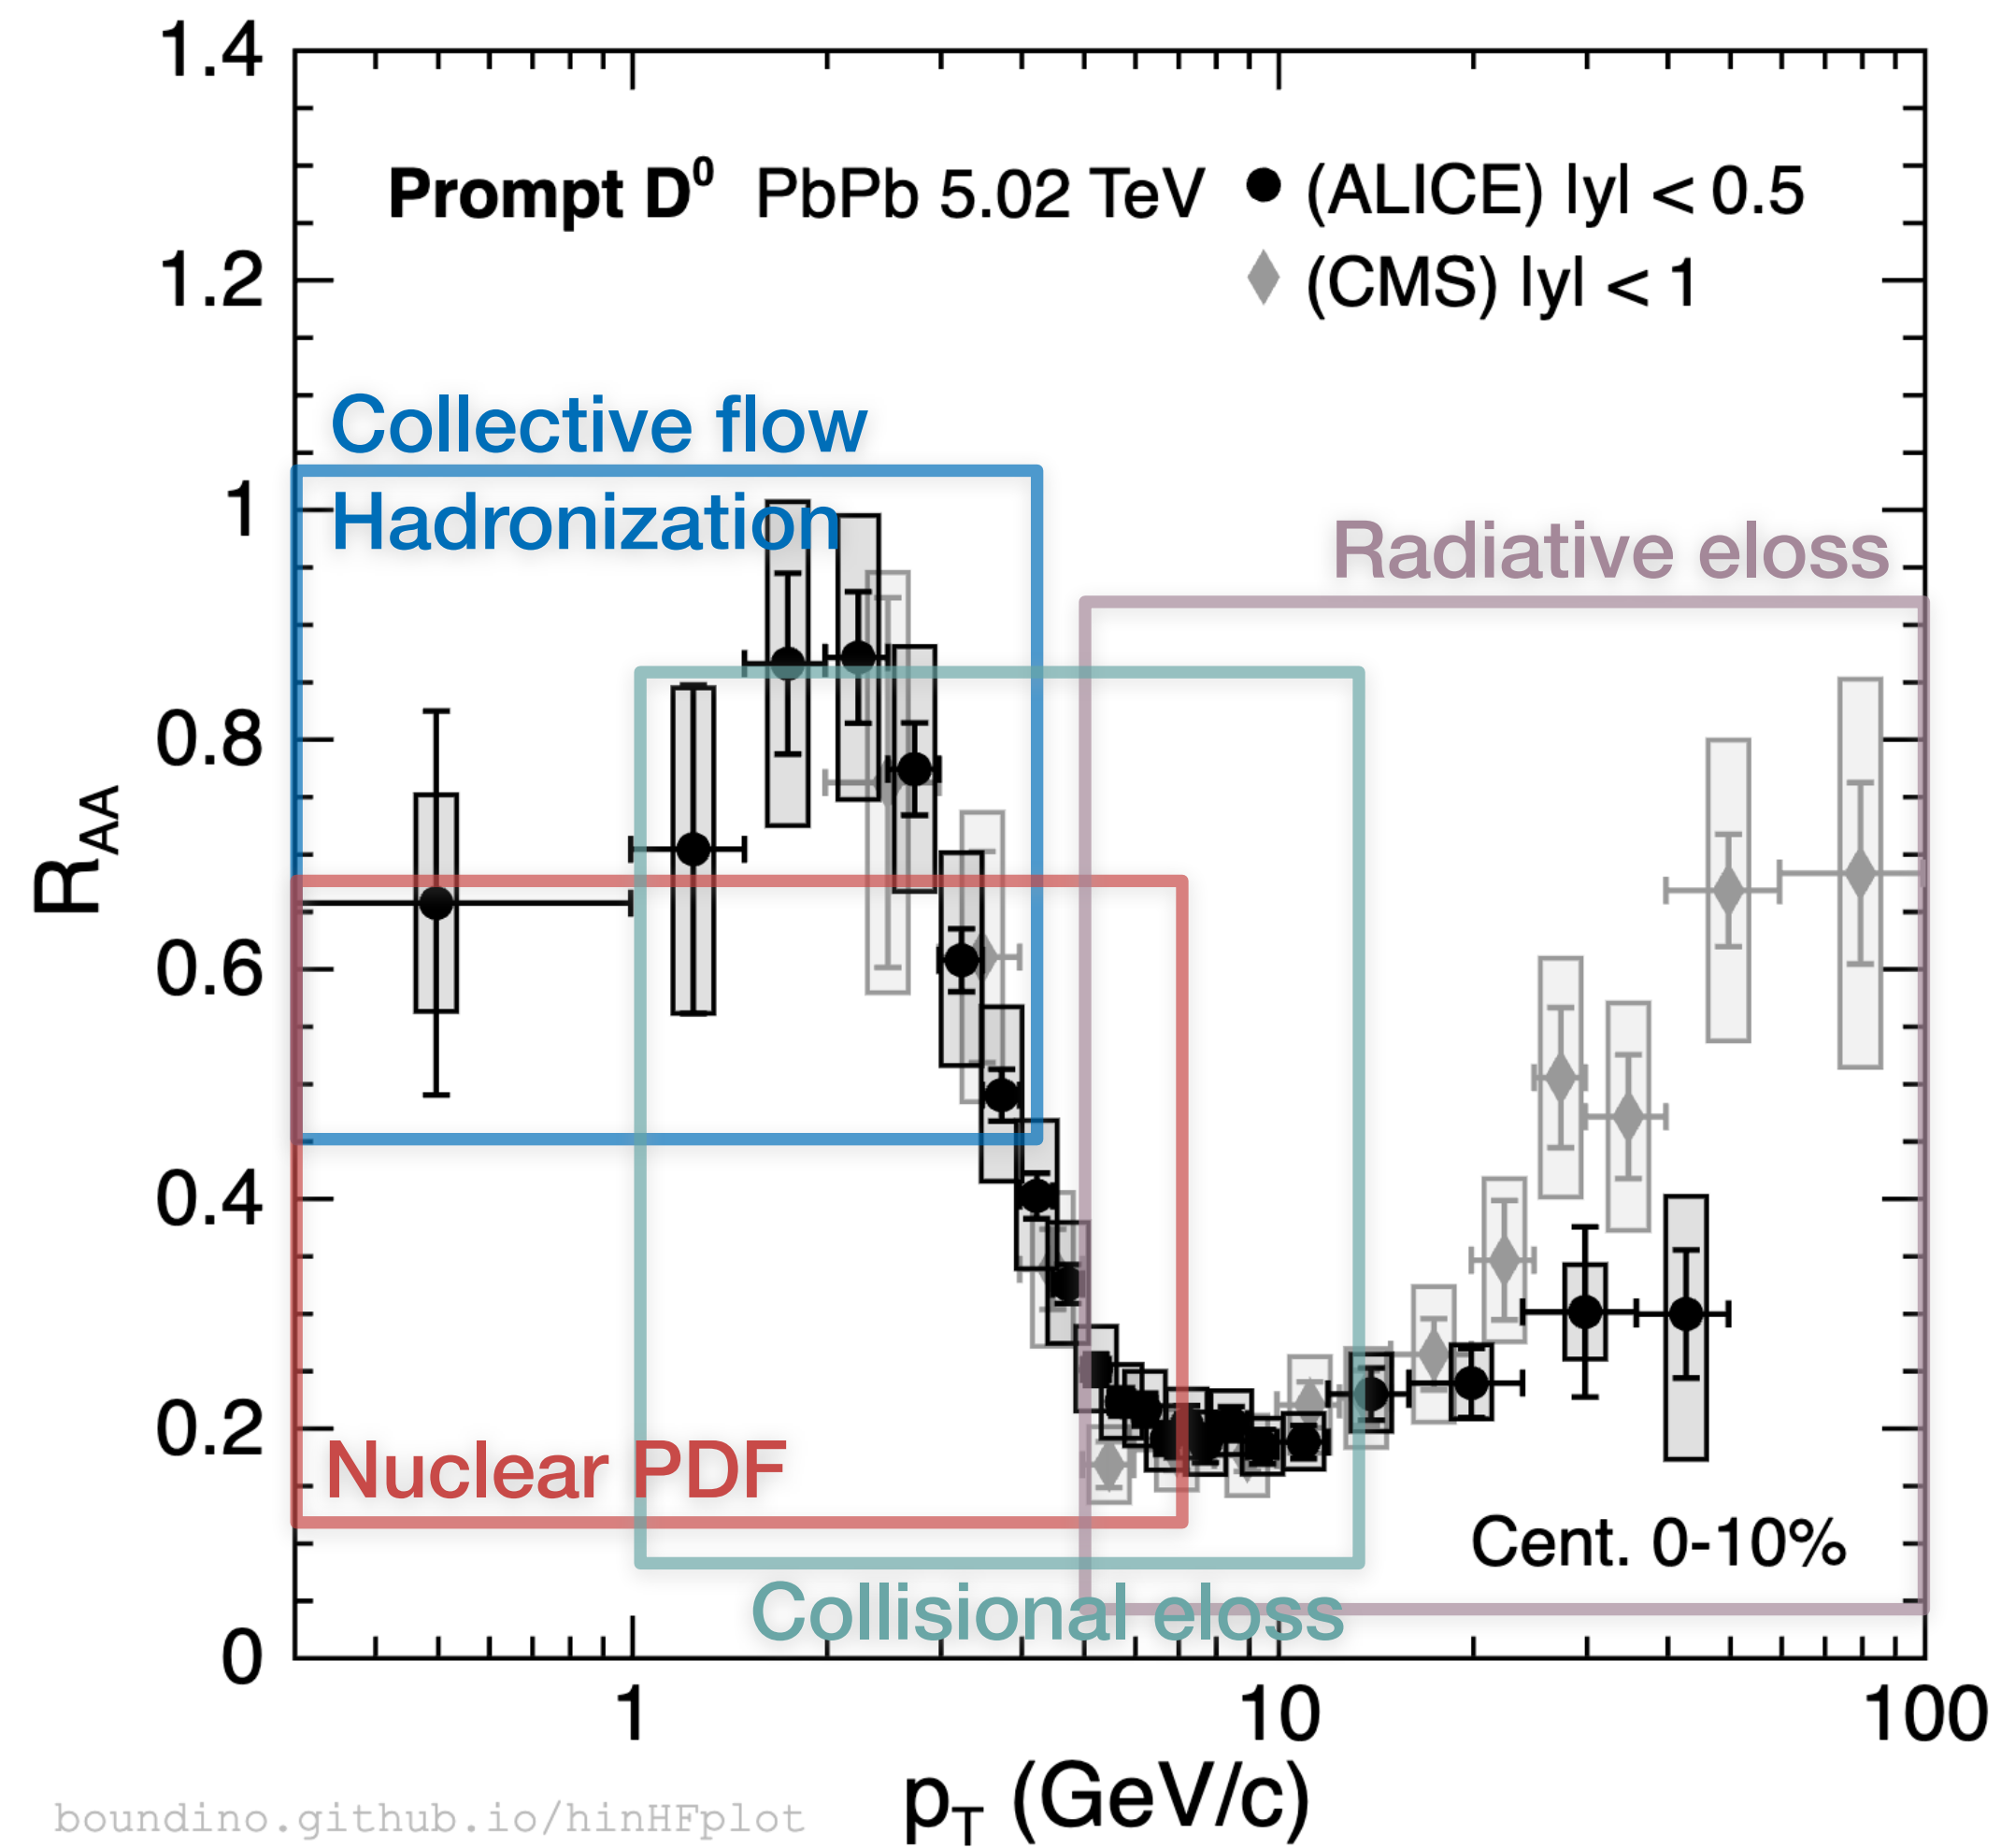 1.4
1.2
1
0.8
0.6
0.4
0.2
0
R_AA
Prompt D⁰ PbPb 5.02 TeV
(ALICE) |y| < 0.5
(CMS) |y| < 1
Collective flow
Hadronization
Radiative eloss
Nuclear PDF
Collisional eloss
Cent. 0-10%
1
10
100
p_T (GeV/c)
boundino.github.io/hinHFplot